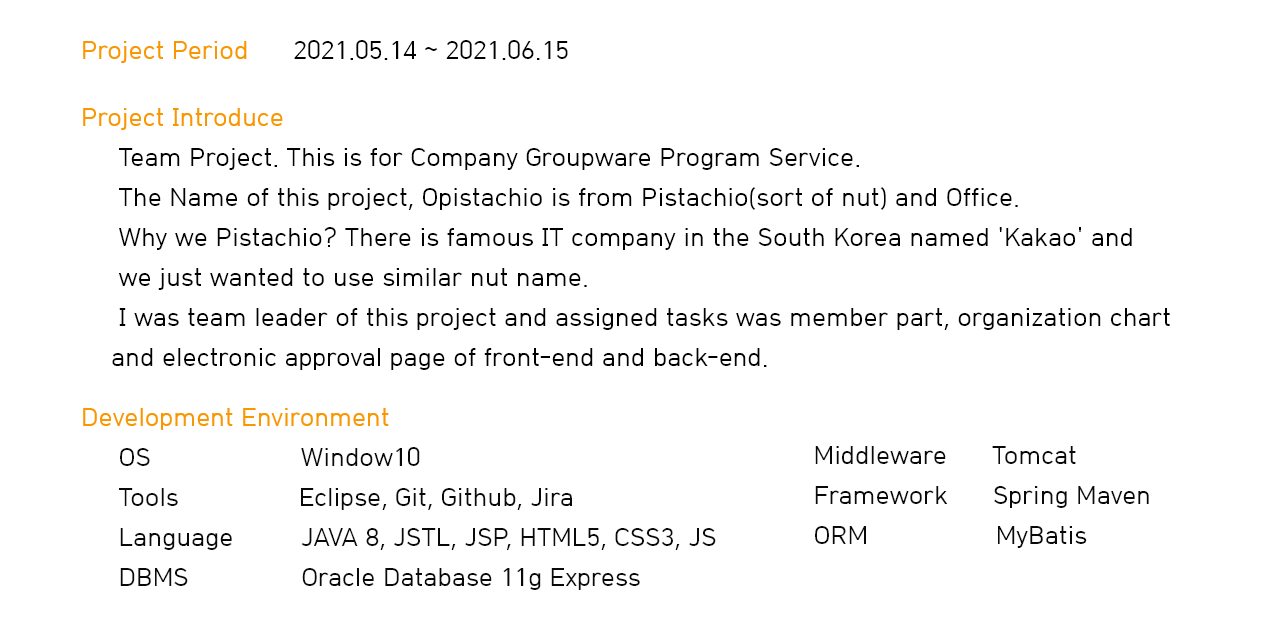 Project Period 2021.05.14 ~ 2021.06.15
Project Introduce
Team Project. This is for Company Groupware Program Service.
The Name of this project, Opistachio is from Pistachio(sort of nut) and Office.
Why we Pistachio? There is famous IT company in the South Korea named 'Kakao' and
we just wanted to use similar nut name.
I was team leader of this project and assigned tasks was member part, organization chart
and electronic approval page of front-end and back-end.
Development Environment
OS Window10 Middleware Tomcat
Tools Eclipse, Git, Github, Jira Framework Spring Maven
Language JAVA 8, JSTL, JSP, HTML5, CSS3, JS ORM MyBatis
DBMS Oracle Database 11g Express